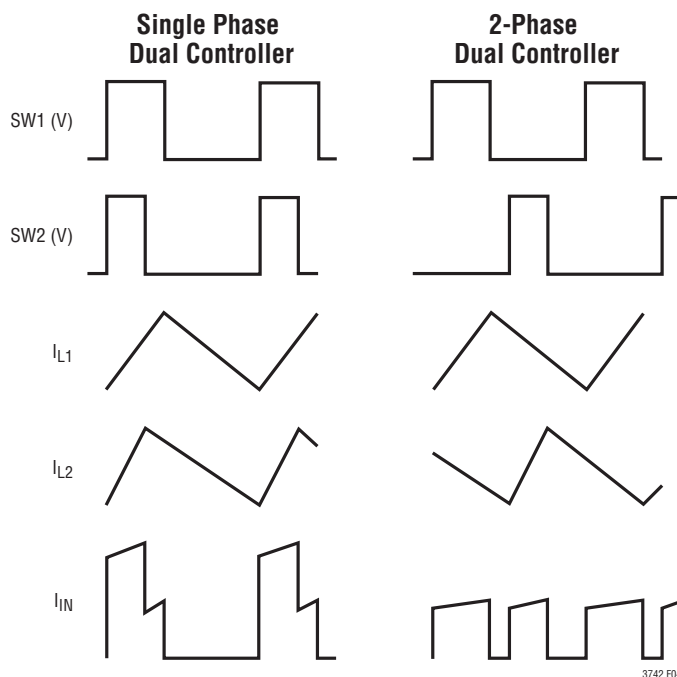 Single Phase
Dual Controller
2-Phase
Dual Controller
SW1 (V)
SW2 (V)
IL1
IL2
IIN
3742 F0